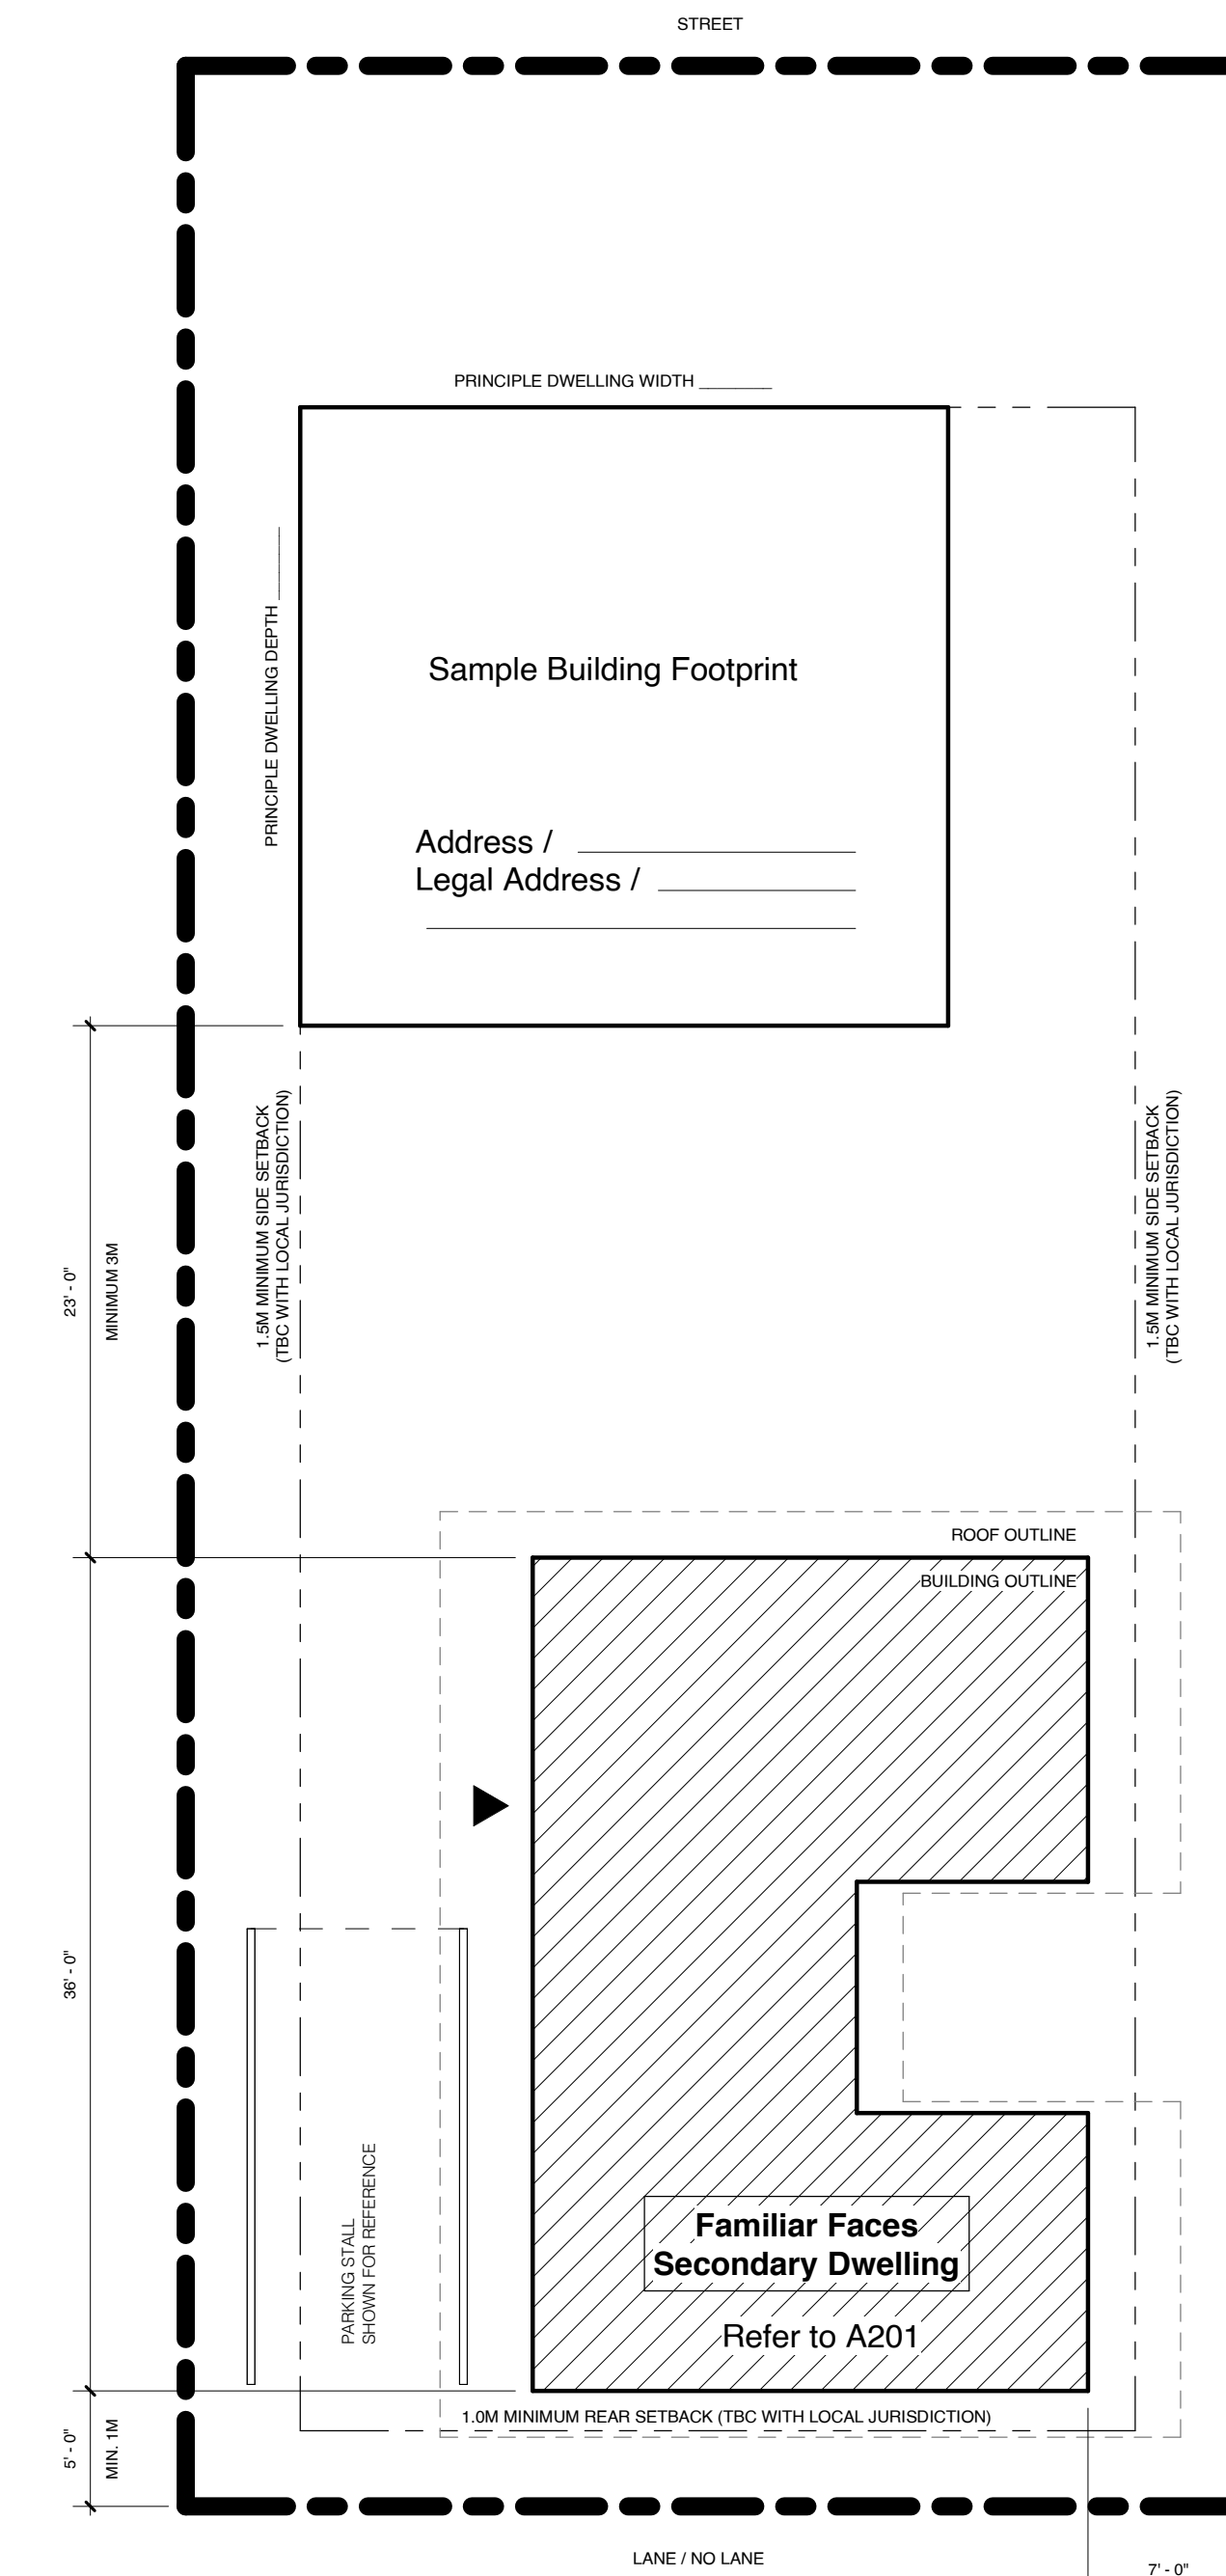 STREET
PRINCIPLE DWELLING WIDTH ________
PRINCIPLE DWELLING DEPTH ________
Sample Building Footprint
Address / ________
Legal Address / ________
1.5M MINIMUM SIDE SETBACK
(TBC WITH LOCAL JURISDICTION)
1.5M MINIMUM SIDE SETBACK
(TBC WITH LOCAL JURISDICTION)
23' - 0"
MINIMUM 3M
ROOF OUTLINE
BUILDING OUTLINE
36' - 0"
PARKING STALL
SHOWN FOR REFERENCE
Familiar Faces
Secondary Dwelling
Refer to A201
1.0M MINIMUM REAR SETBACK (TBC WITH LOCAL JURISDICTION)
5' - 0"
MIN. 1M
LANE / NO LANE
7' - 0"